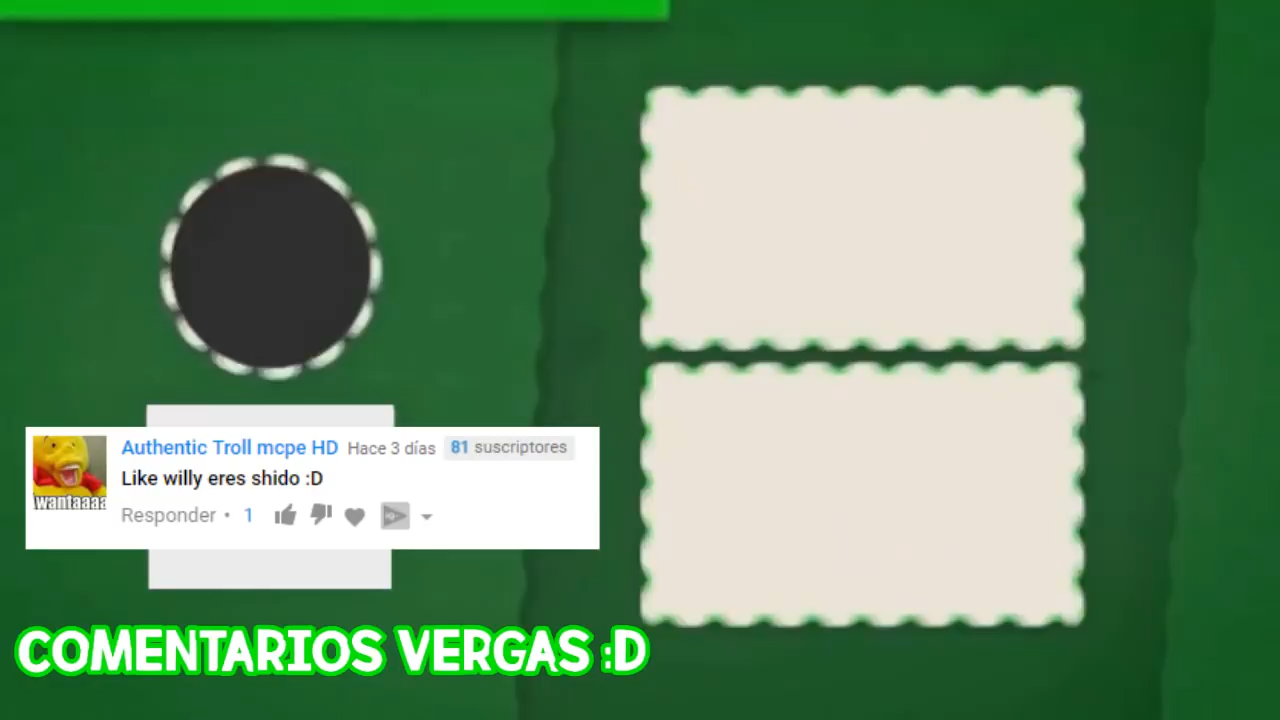 Authentic Troll mcpe HD Hace 3 días 81 suscriptores
Like willy eres shido :D
wantaaaa
Responder • 1
COMENTARIOS VERGAS :D